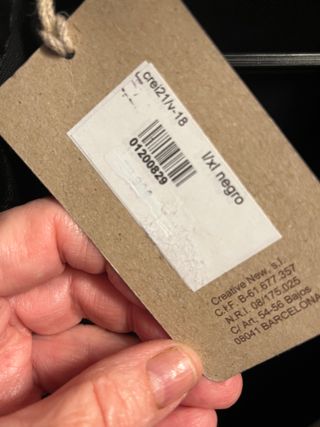 crei21/v-18
l/xl negro
01200829
Creative New, s.l.
C.I.F. B-61.677.357
N.R.I. 08/175.025
C/ Art, 54-56 Bajos
08041 BARCELONA